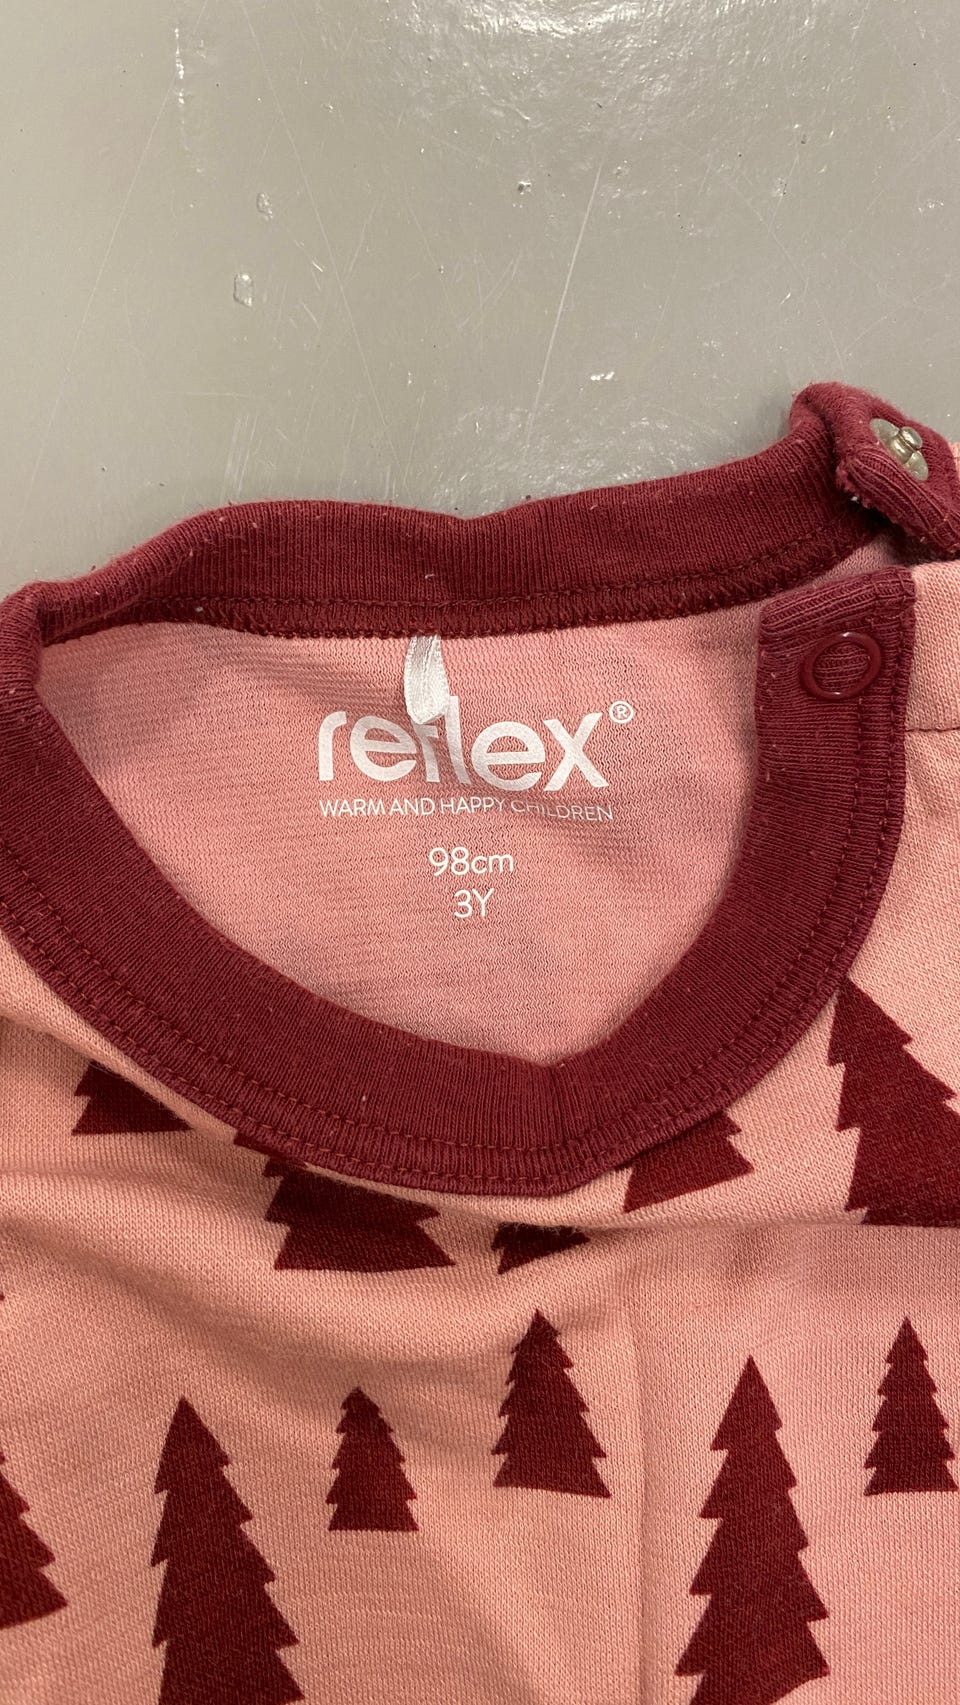 reflex®
WARM AND HAPPY CHILDREN
98cm
3Y